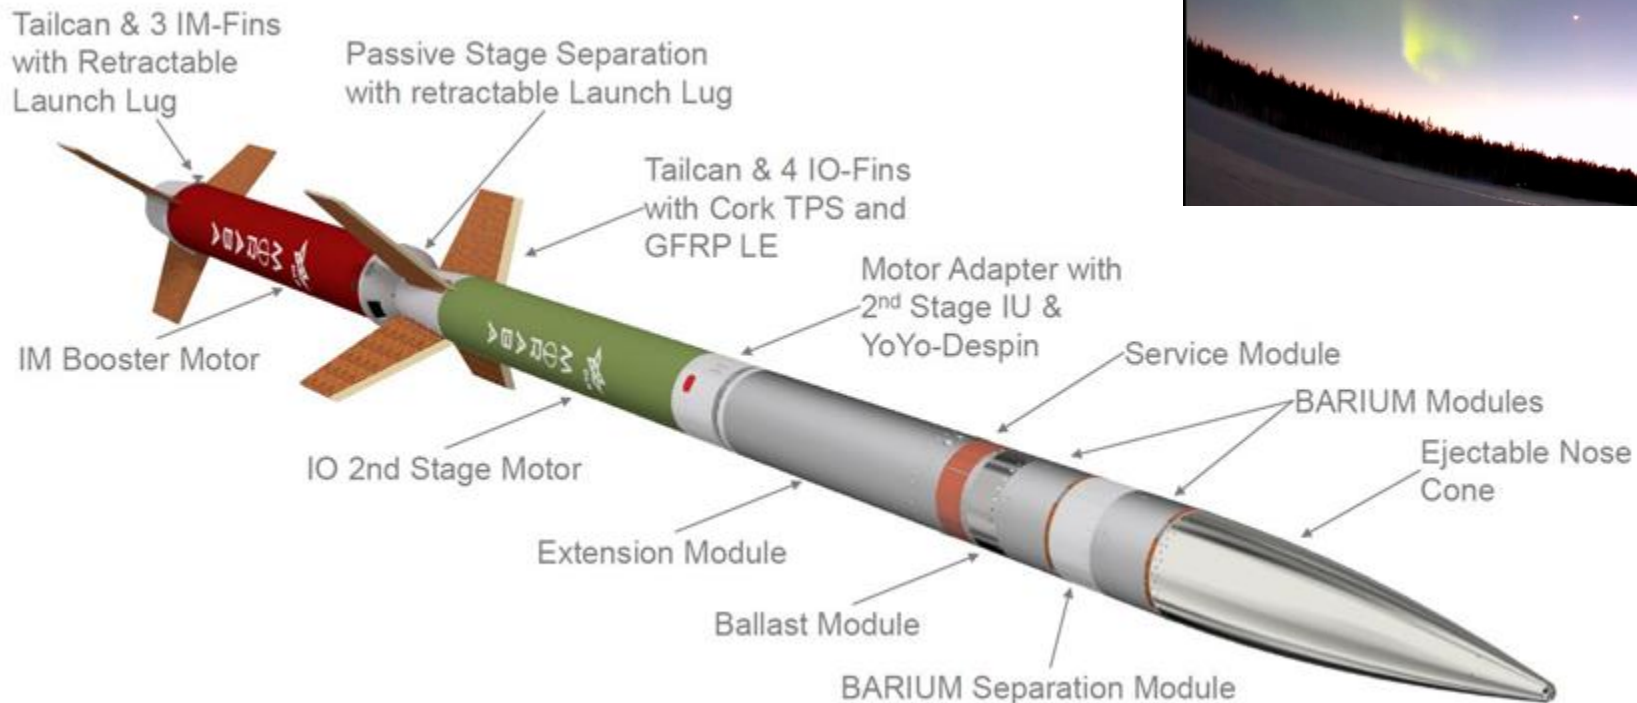 Tailcan & 3 IM-Fins
with Retractable
Launch Lug
Passive Stage Separation
with retractable Launch Lug
Tailcan & 4 IO-Fins
with Cork TPS and
GFRP LE
Motor Adapter with
2nd Stage IU &
YoYo-Despin
Service Module
BARIUM Modules
Ejectable Nose
Cone
IM Booster Motor
IO 2nd Stage Motor
Extension Module
Ballast Module
BARIUM Separation Module
MORABA
MORABA